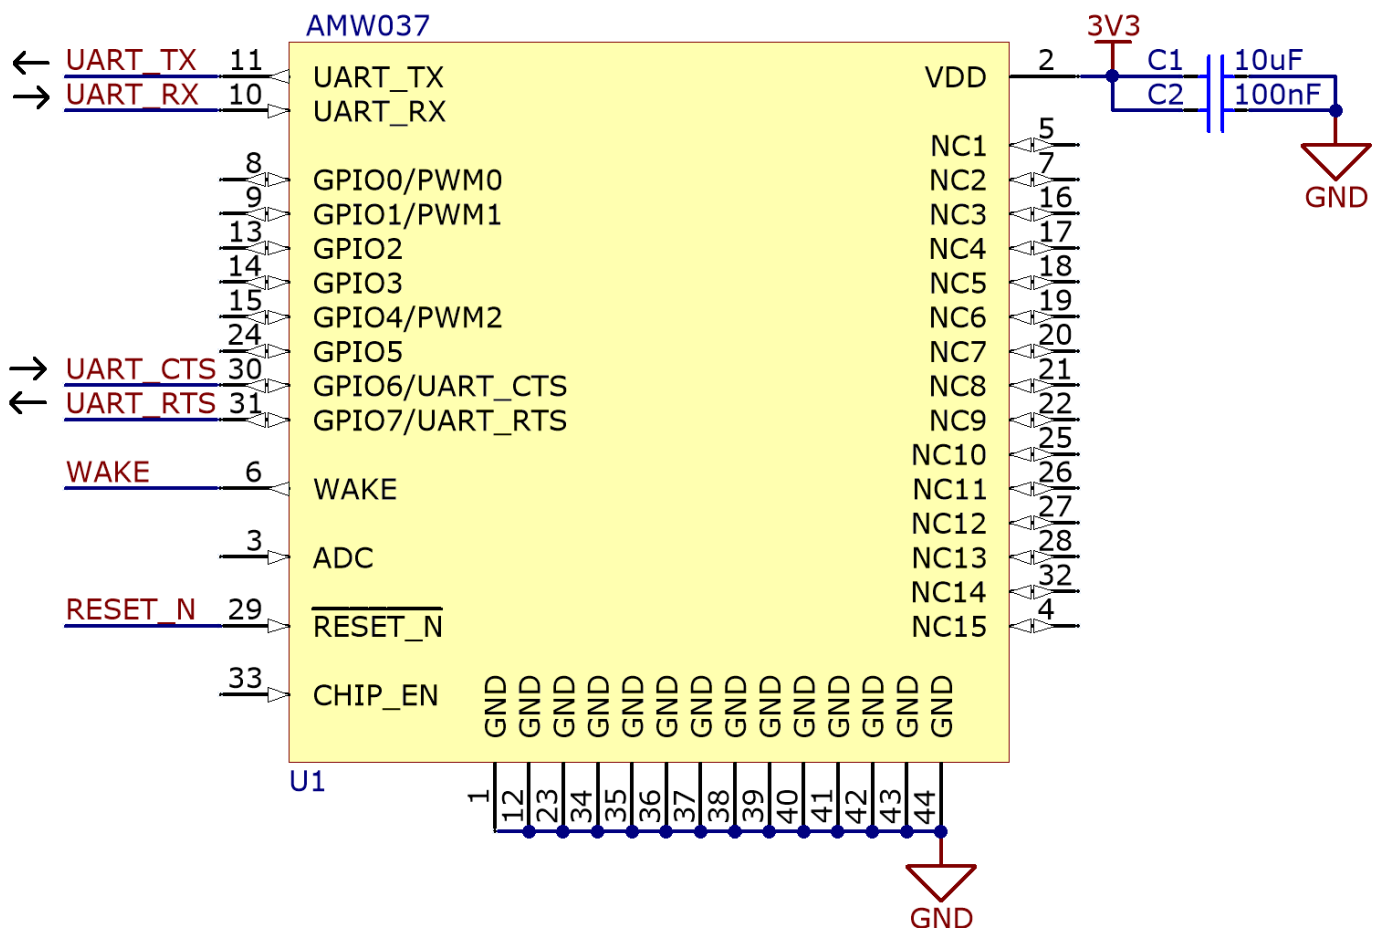 AMW037
3V3
UART_TX 11 UART_TX VDD 2 C1 10uF
UART_RX 10 UART_RX C2 100nF
NC1 5
8 GPIO0/PWM0 NC2 7
GND
9 GPIO1/PWM1 NC3 16
13 GPIO2 NC4 17
14 GPIO3 NC5 18
15 GPIO4/PWM2 NC6 19
24 GPIO5 NC7 20
UART_CTS 30 GPIO6/UART_CTS NC8 21
UART_RTS 31 GPIO7/UART_RTS NC9 22
NC10 25
WAKE 6 WAKE NC11 26
NC12 27
3 ADC NC13 28
NC14 32
RESET_N 29 RESET_N NC15 4
33 CHIP_EN
GND GND GND GND GND GND GND GND GND GND GND GND GND GND
U1
1 12 23 34 35 36 37 38 39 40 41 42 43 44
GND